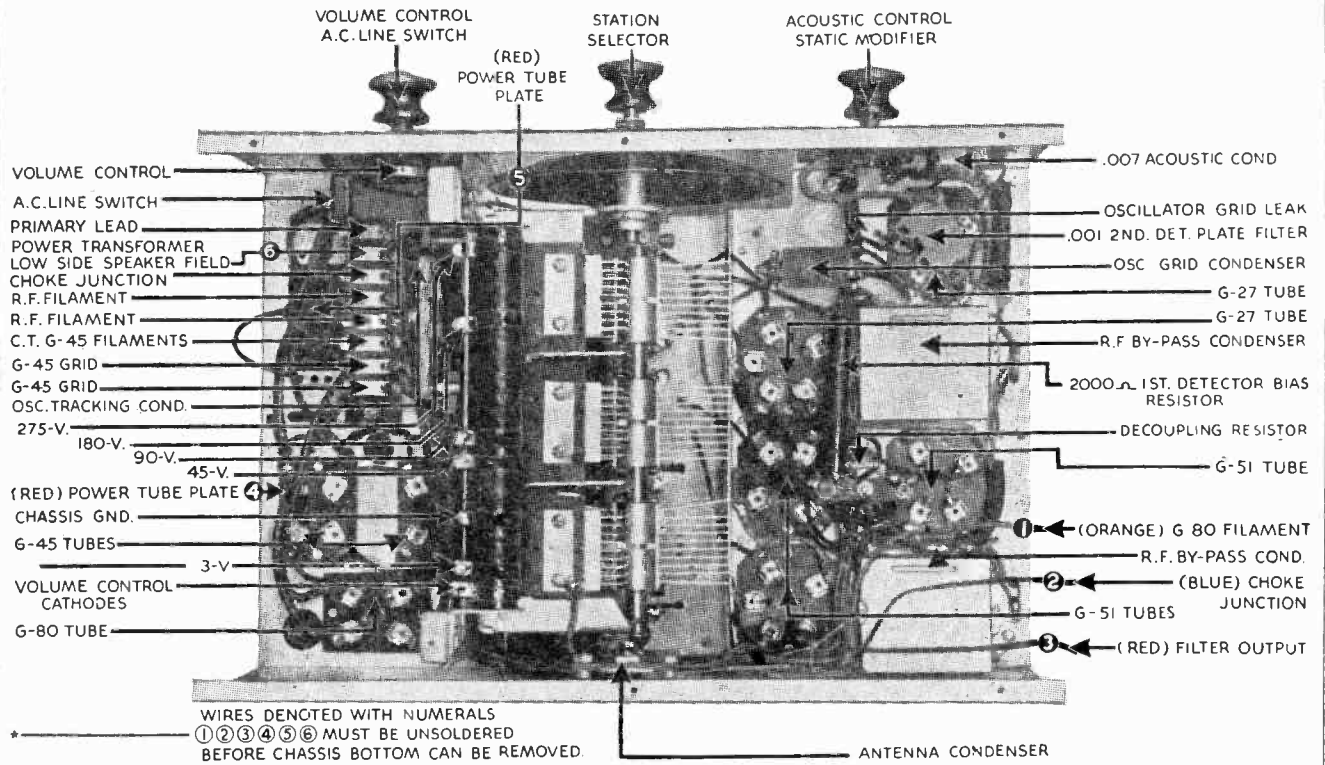 VOLUME CONTROL
A.C. LINE SWITCH
(RED)
POWER TUBE
PLATE
STATION
SELECTOR
ACOUSTIC CONTROL
STATIC MODIFIER
VOLUME CONTROL
A.C. LINE SWITCH
PRIMARY LEAD
POWER TRANSFORMER
LOW SIDE SPEAKER FIELD 6
CHOKE JUNCTION
R.F. FILAMENT
R.F. FILAMENT
C.T. G-45 FILAMENTS
G-45 GRID
G-45 GRID
OSC. TRACKING COND.
275-V.
180-V.
90-V.
45-V.
(RED) POWER TUBE PLATE 4
CHASSIS GND.
G-45 TUBES
3-V
VOLUME CONTROL
CATHODES
G-80 TUBE
5
.007 ACOUSTIC COND
OSCILLATOR GRID LEAK
.001 2ND. DET. PLATE FILTER
OSC GRID CONDENSER
G-27 TUBE
G-27 TUBE
R.F BY-PASS CONDENSER
2000 Ω 1ST. DETECTOR BIAS
RESISTOR
DECOUPLING RESISTOR
G-51 TUBE
1 (ORANGE) G 80 FILAMENT
R.F. BY-PASS COND.
2 (BLUE) CHOKE
JUNCTION
G-51 TUBES
3 (RED) FILTER OUTPUT
WIRES DENOTED WITH NUMERALS
* ①②③④⑤⑥ MUST BE UNSOLDERED
BEFORE CHASSIS BOTTOM CAN BE REMOVED.
ANTENNA CONDENSER